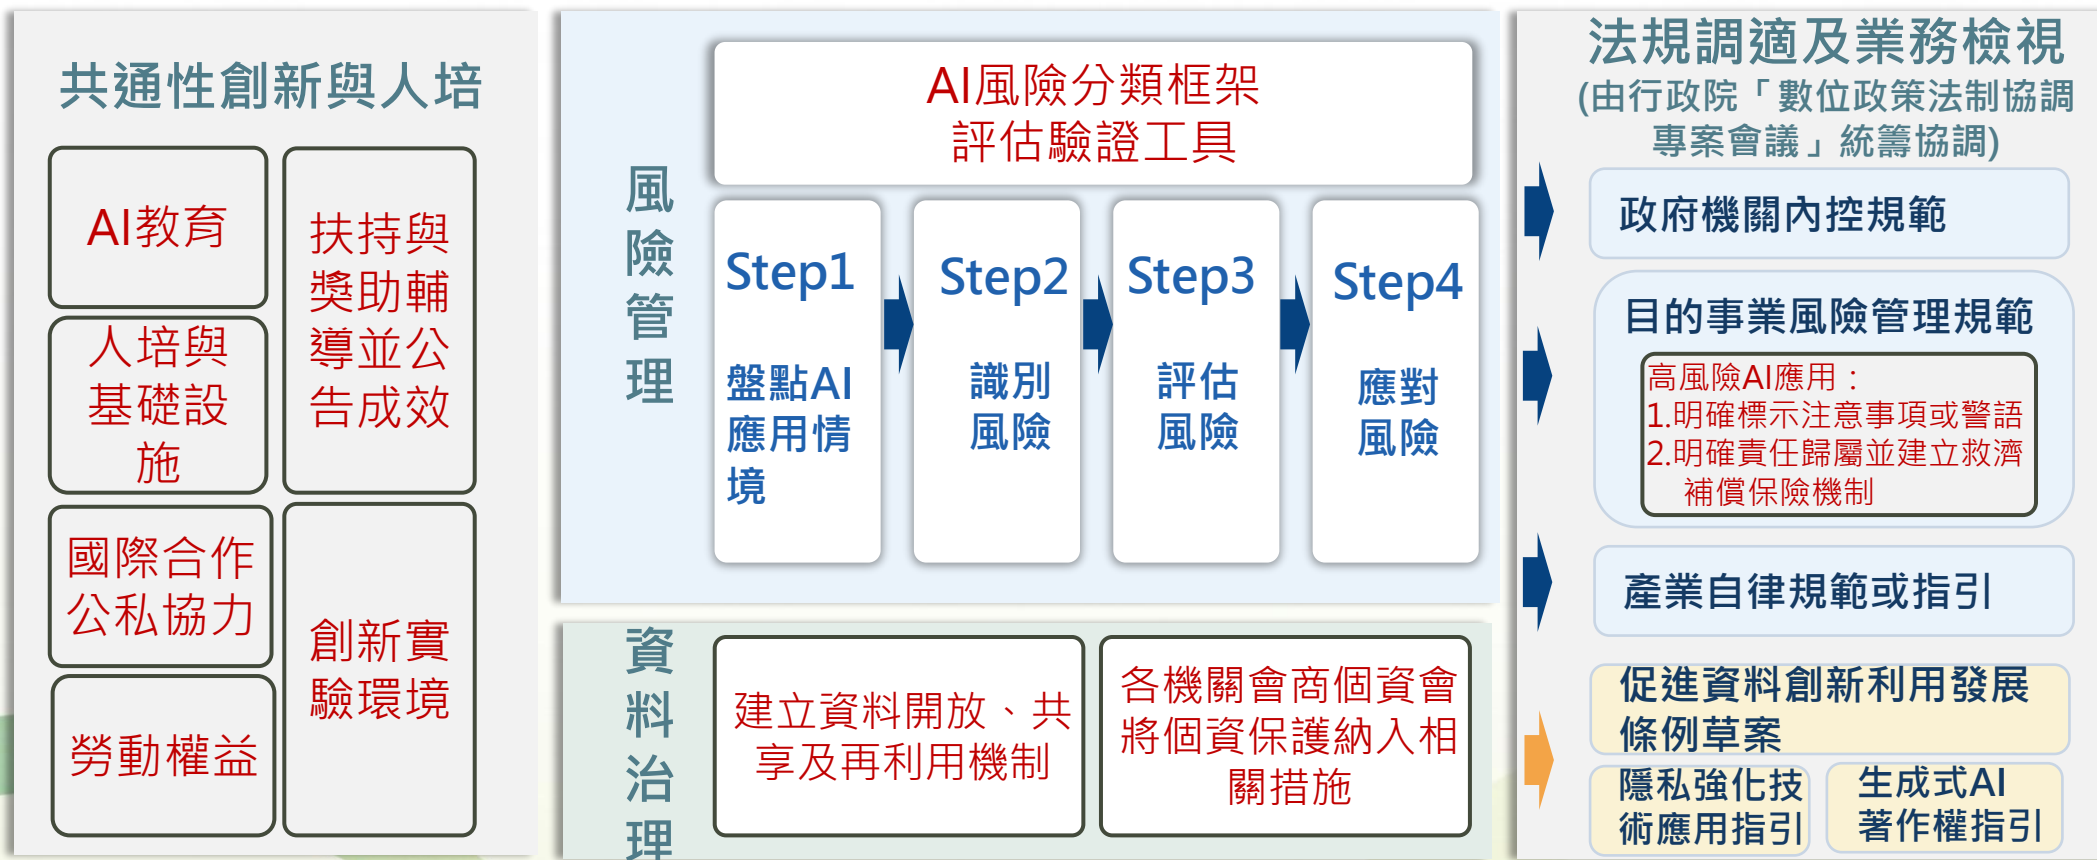 共通性創新與人培
AI教育
人培與
基礎設
施
國際合作
公私協力
勞動權益
扶持與
獎助輔
導並公
告成效
創新實
驗環境
風
險
管
理
AI風險分類框架
評估驗證工具
Step1
盤點AI
應用情
境
Step2
識別
風險
Step3
評估
風險
Step4
應對
風險
資
料
治
理
建立資料開放、共
享及再利用機制
各機關會商個資會
將個資保護納入相
關措施
法規調適及業務檢視
(由行政院「數位政策法制協調
專案會議」統籌協調)
政府機關內控規範
目的事業風險管理規範
高風險AI應用：
1.明確標示注意事項或警語
2.明確責任歸屬並建立救濟
補償保險機制
產業自律規範或指引
促進資料創新利用發展
條例草案
隱私強化技
術應用指引
生成式AI
著作權指引